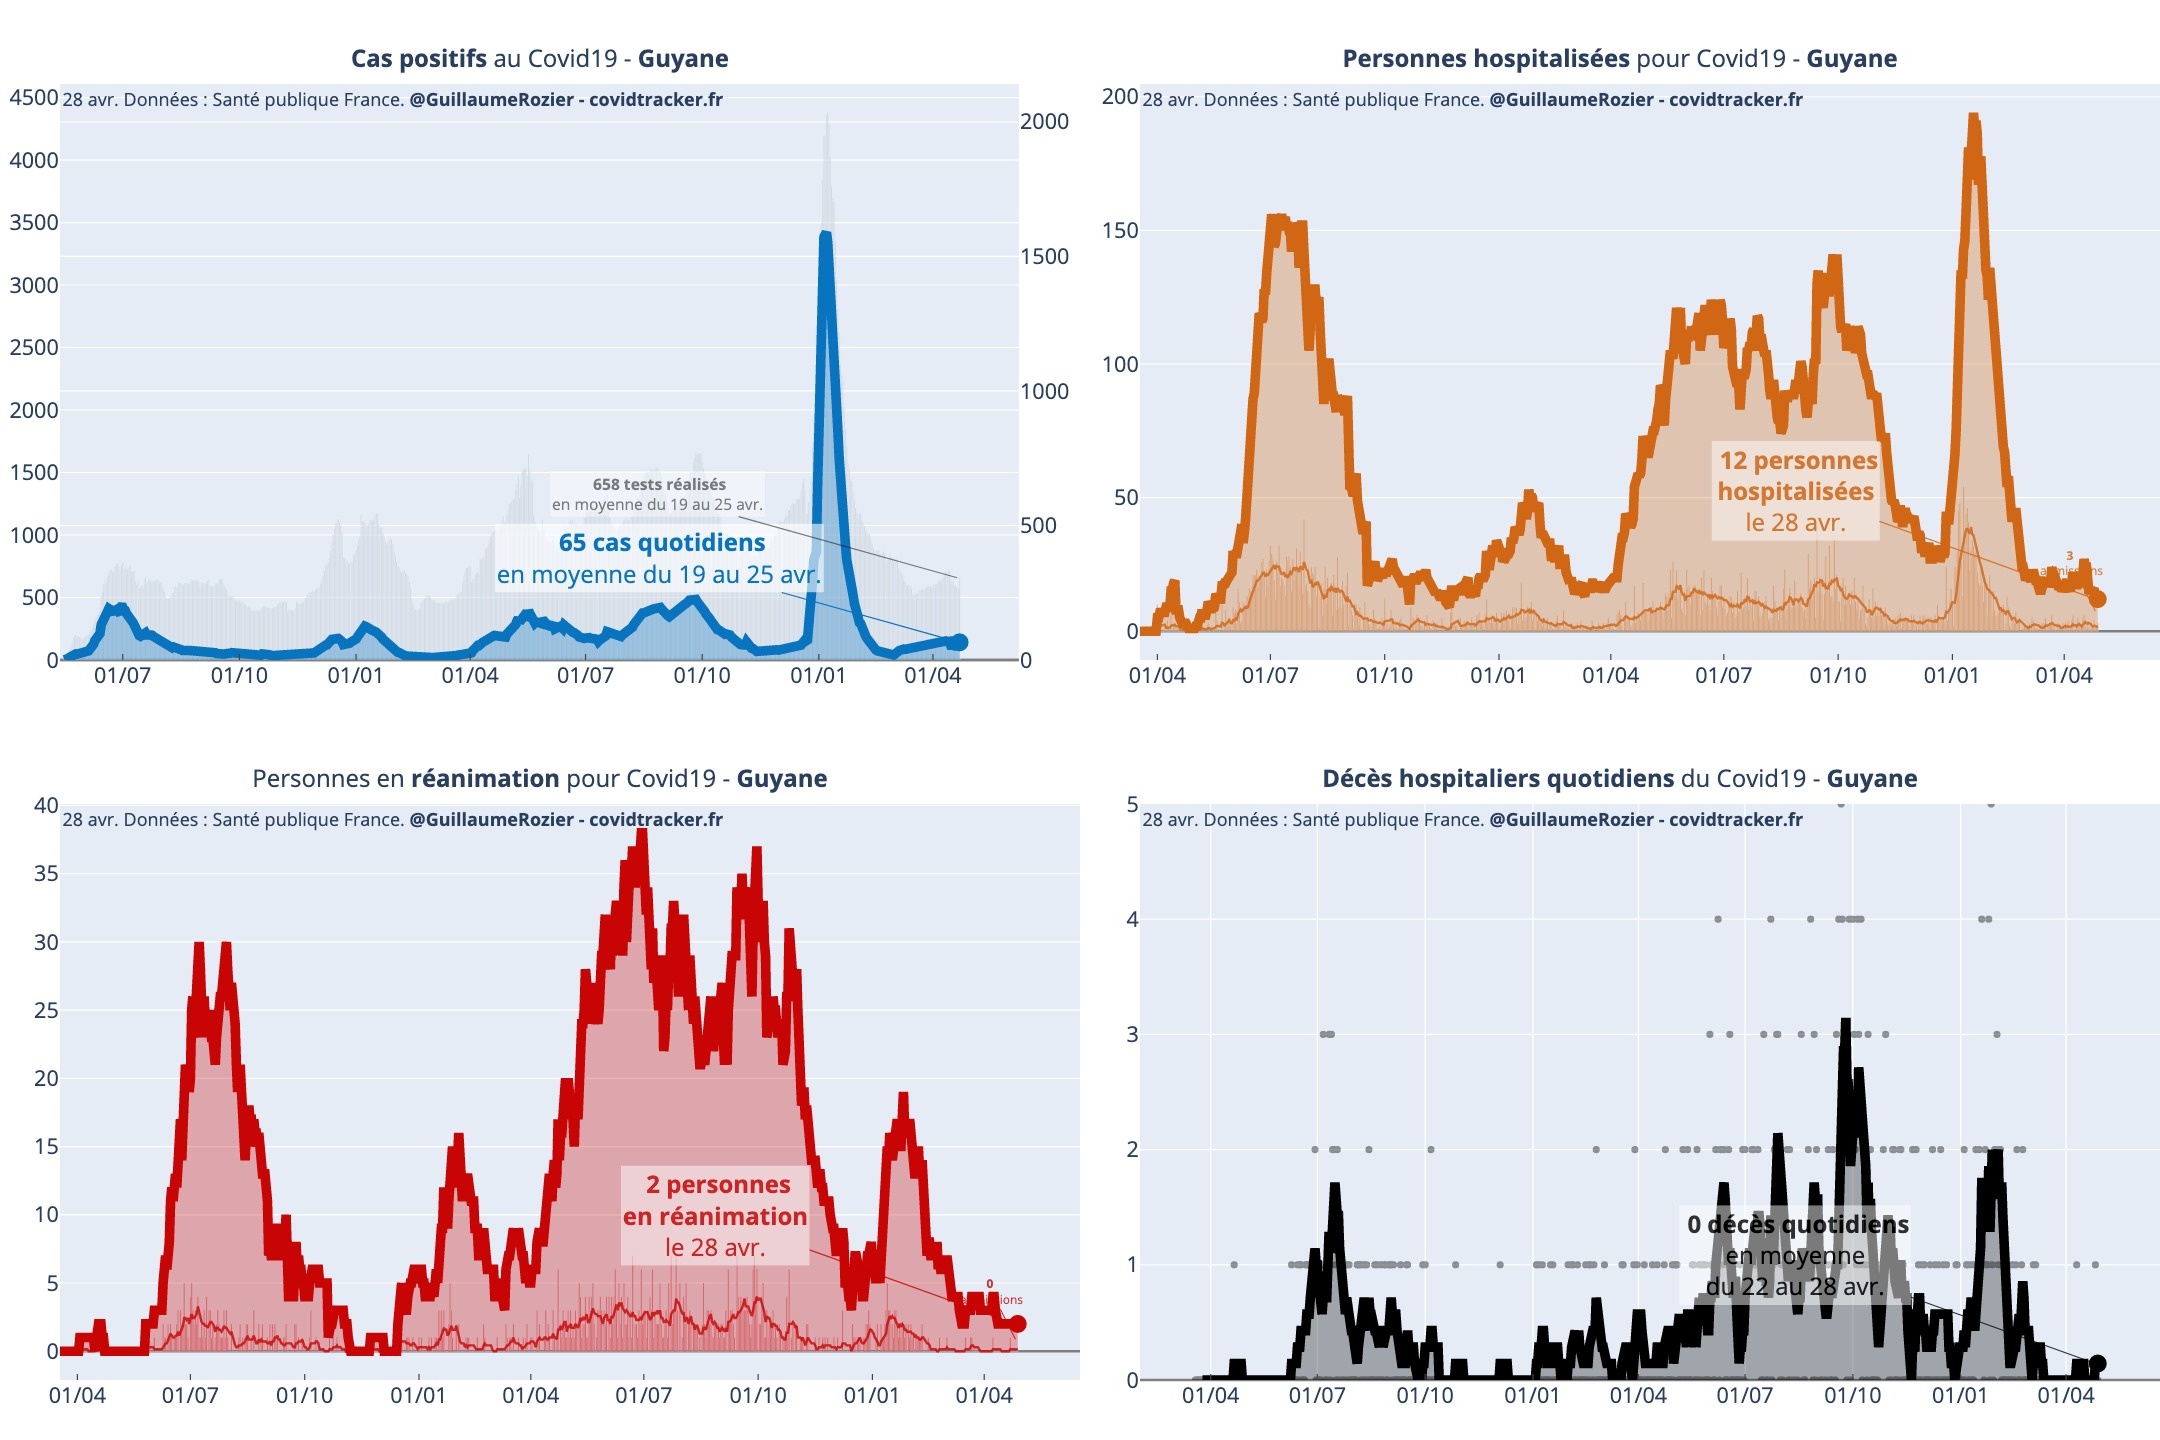 Cas positifs au Covid19 - Guyane
28 avr. Données : Santé publique France. @GuillaumeRozier - covidtracker.fr
4500
4000
3500
3000
2500
2000
1500
1000
500
0
2000
1500
1000
500
0
658 tests réalisés
en moyenne du 19 au 25 avr.
65 cas quotidiens
en moyenne du 19 au 25 avr.
01/07 01/10 01/01 01/04 01/07 01/10 01/01 01/04
Personnes hospitalisées pour Covid19 - Guyane
28 avr. Données : Santé publique France. @GuillaumeRozier - covidtracker.fr
200
150
100
50
0
12 personnes
hospitalisées
le 28 avr.
3
01/04 01/07 01/10 01/01 01/04 01/07 01/10 01/01 01/04
Personnes en réanimation pour Covid19 - Guyane
28 avr. Données : Santé publique France. @GuillaumeRozier - covidtracker.fr
40
35
30
25
20
15
10
5
0
2 personnes
en réanimation
le 28 avr.
0
01/04 01/07 01/10 01/01 01/04 01/07 01/10 01/01 01/04
Décès hospitaliers quotidiens du Covid19 - Guyane
28 avr. Données : Santé publique France. @GuillaumeRozier - covidtracker.fr
5
4
3
2
1
0
0 décès quotidiens
en moyenne
du 22 au 28 avr.
01/04 01/07 01/10 01/01 01/04 01/07 01/10 01/01 01/04